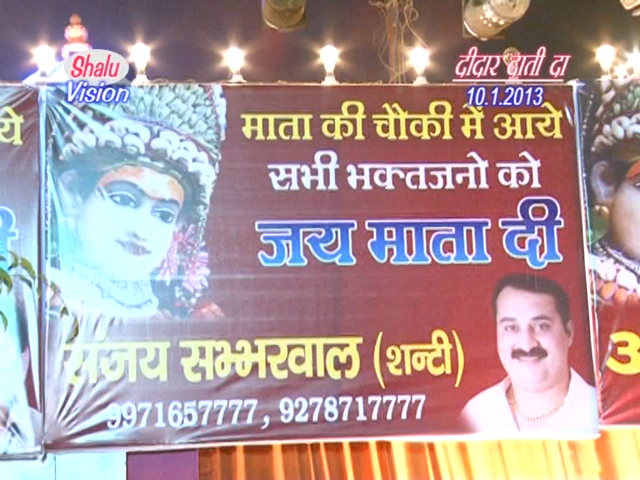 Shalu
Vision
दीदार दाती दा
10.1.2013
माता की चौकी में आये
सभी भक्तजनो को
जय माता दी
संजय सभ्भरवाल (शन्टी)
9971657777, 9278717777
ये